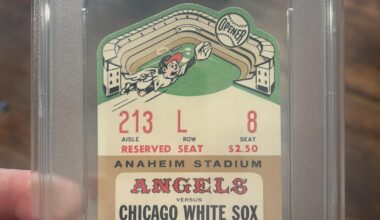 OPENER
213 L 8
AISLE ROW SEAT
RESERVED SEAT $2.50
ANAHEIM STADIUM
ANGELS
VERSUS
CHICAGO WHITE SOX